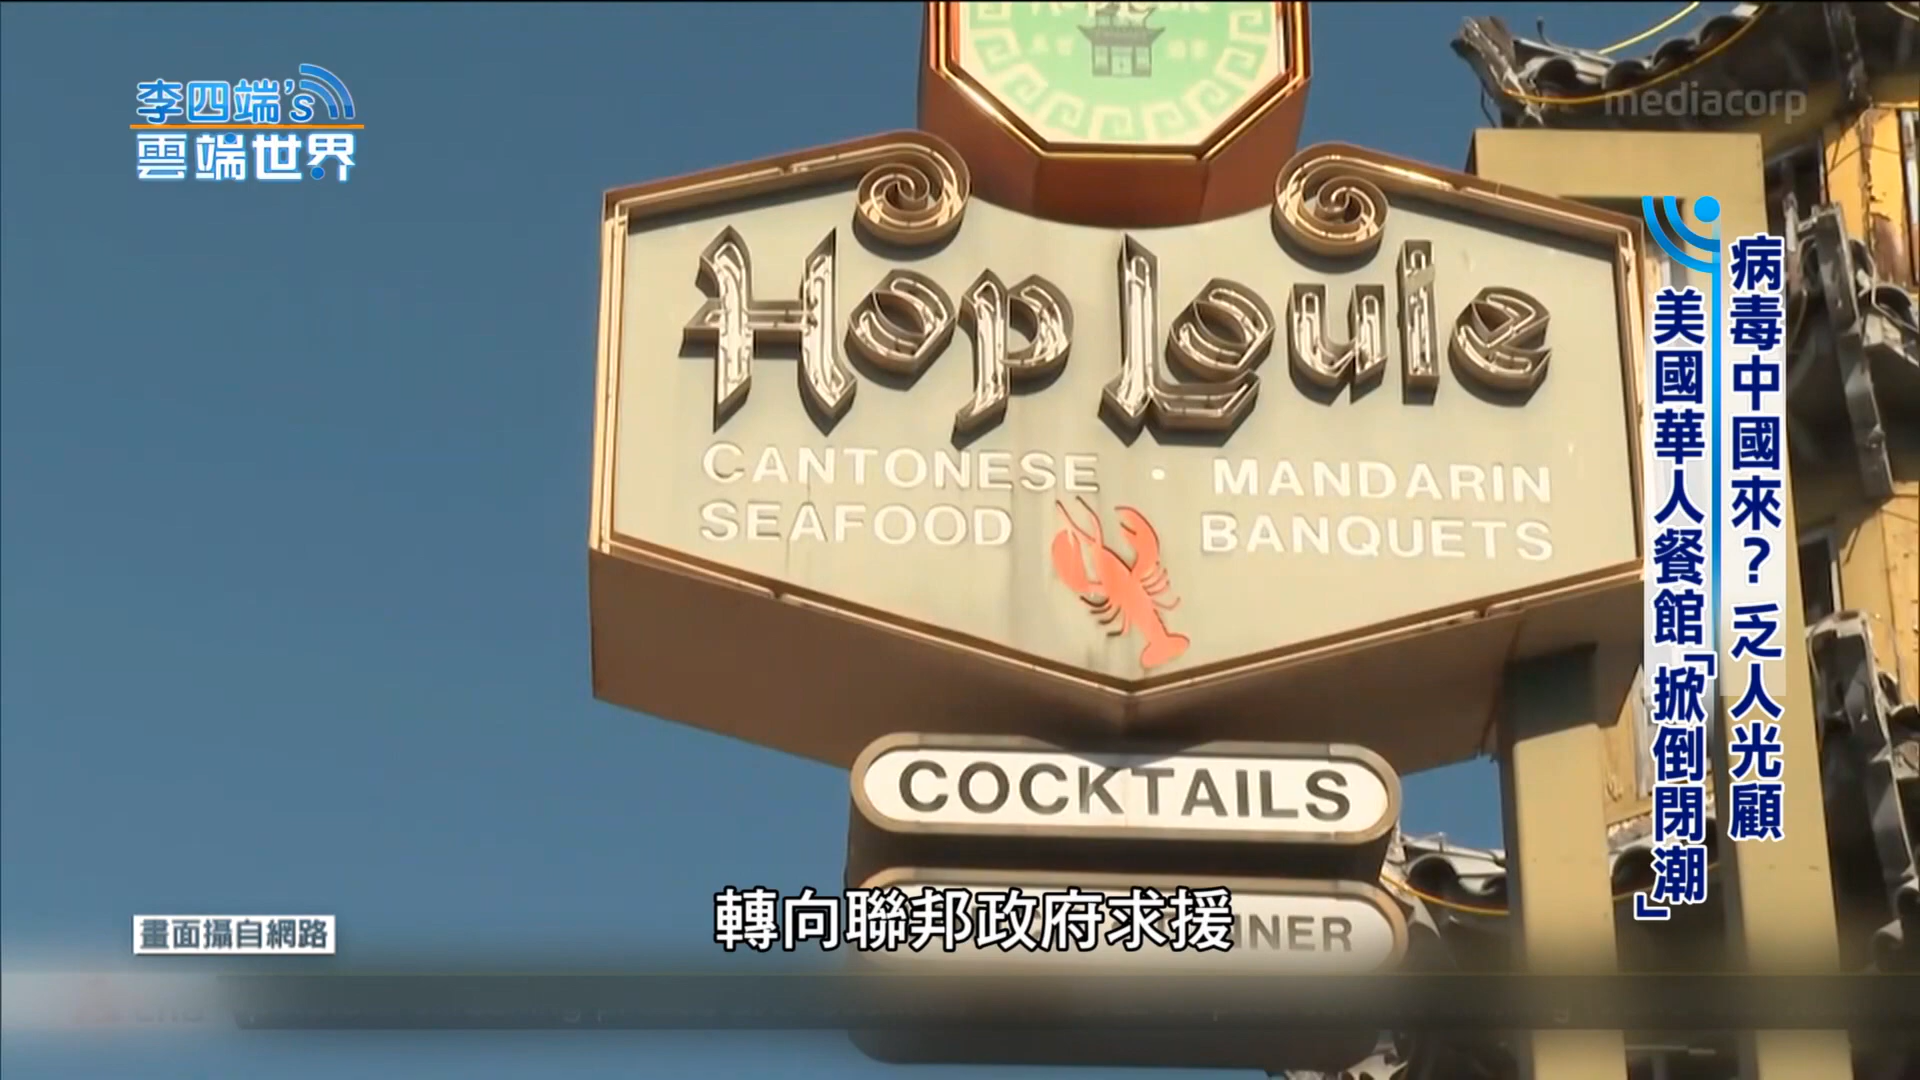 李四端's
雲端世界
mediacorp
Hop Louie
CANTONESE · MANDARIN
SEAFOOD BANQUETS
COCKTAILS
INNER
病毒中國來？乏人光顧
美國華人餐館「掀倒閉潮」
轉向聯邦政府求援
畫面攝自網路